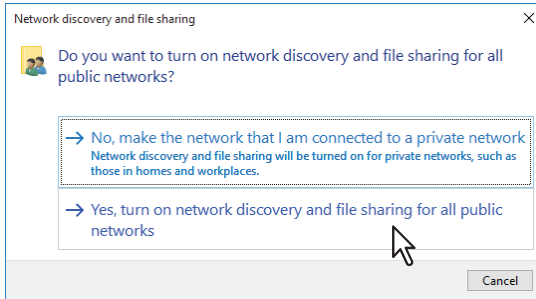 Network discovery and file sharing
Do you want to turn on network discovery and file sharing for all
public networks?
No, make the network that I am connected to a private network
Network discovery and file sharing will be turned on for private networks, such as
those in homes and workplaces.
Yes, turn on network discovery and file sharing for all public
networks
Cancel